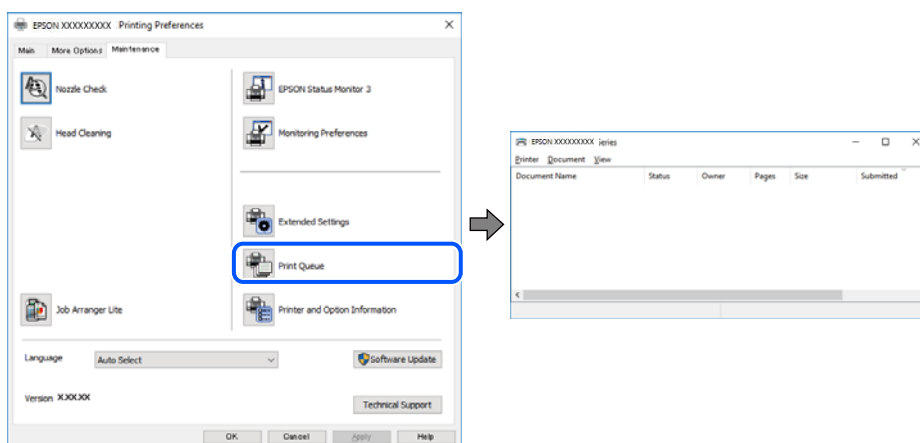 EPSON XXXXXXXXX Printing Preferences
Main More Options Maintenance
Nozzle Check
EPSON Status Monitor 3
Head Cleaning
Monitoring Preferences
Extended Settings
Print Queue
Job Arranger Lite
Printer and Option Information
Language Auto Select Software Update
Version X.XX.XX
Technical Support
OK Cancel Apply Help
EPSON XXXXXXXXX ieries
Printer Document View
Document Name Status Owner Pages Size Submitted